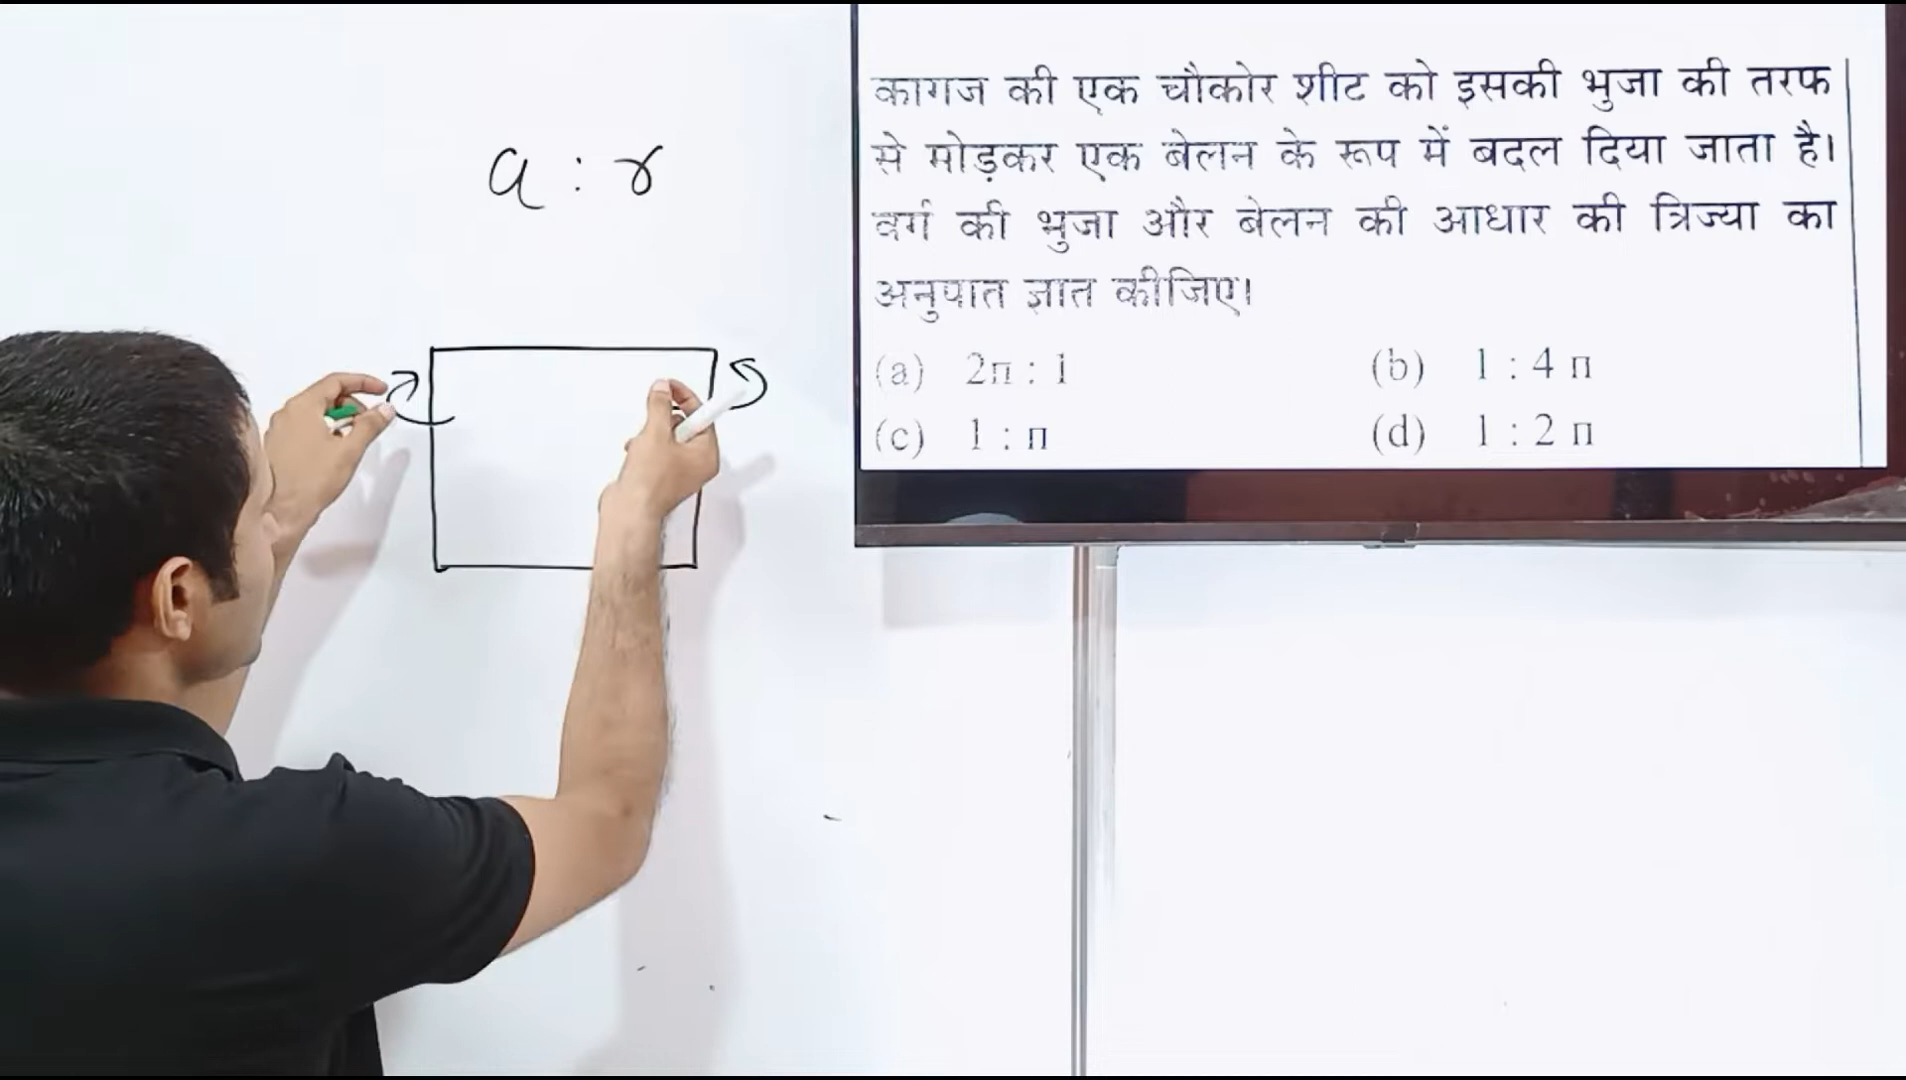 a : r
कागज की एक चौकोर शीट को इसकी भुजा की तरफ
से मोड़कर एक बेलन के रूप में बदल दिया जाता है।
वर्ग की भुजा और बेलन की आधार की त्रिज्या का
अनुपात ज्ञात कीजिए।
(a) 2π : 1 (b) 1 : 4 π
(c) 1 : π (d) 1 : 2 π